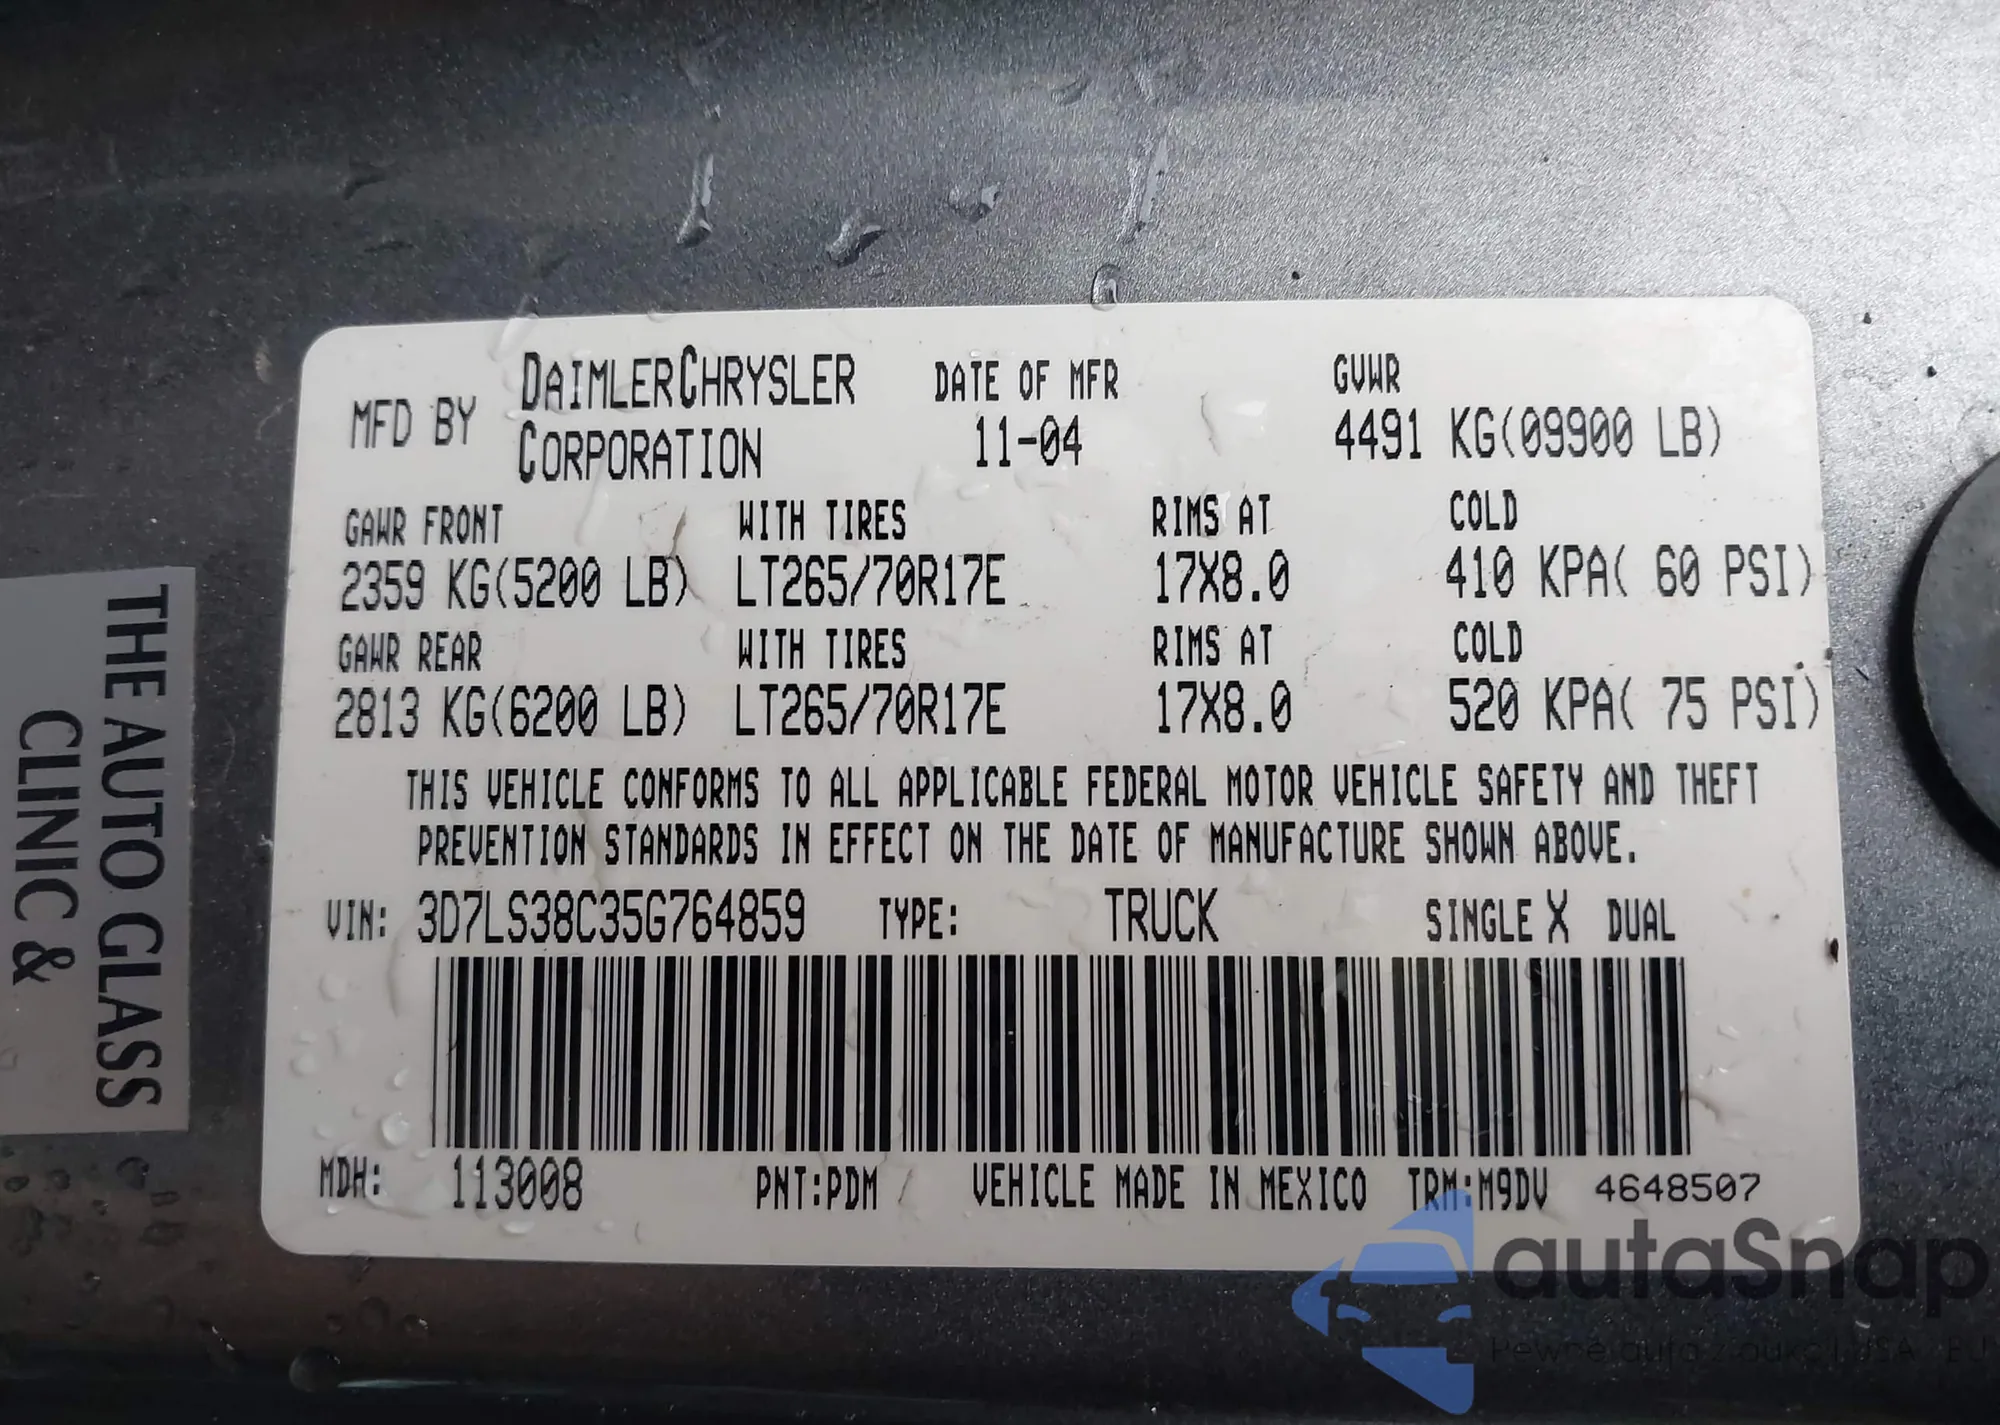 MFD BY DAIMLERCHRYSLER CORPORATION DATE OF MFR 11-04 GVWR 4491 KG(09900 LB)
GAWR FRONT WITH TIRES RIMS AT COLD
2359 KG(5200 LB) LT265/70R17E 17X8.0 410 KPA( 60 PSI)
GAWR REAR WITH TIRES RIMS AT COLD
2813 KG(6200 LB) LT265/70R17E 17X8.0 520 KPA( 75 PSI)
THIS VEHICLE CONFORMS TO ALL APPLICABLE FEDERAL MOTOR VEHICLE SAFETY AND THEFT
PREVENTION STANDARDS IN EFFECT ON THE DATE OF MANUFACTURE SHOWN ABOVE.
VIN: 3D7LS38C35G764859 TYPE: TRUCK SINGLE X DUAL
MDH: 113008 PNT:PDM VEHICLE MADE IN MEXICO TRM:M9DV 4648507
THE AUTO GLASS
CLINIC &
autaSnap
Pewne auta z aukcji USA / EU